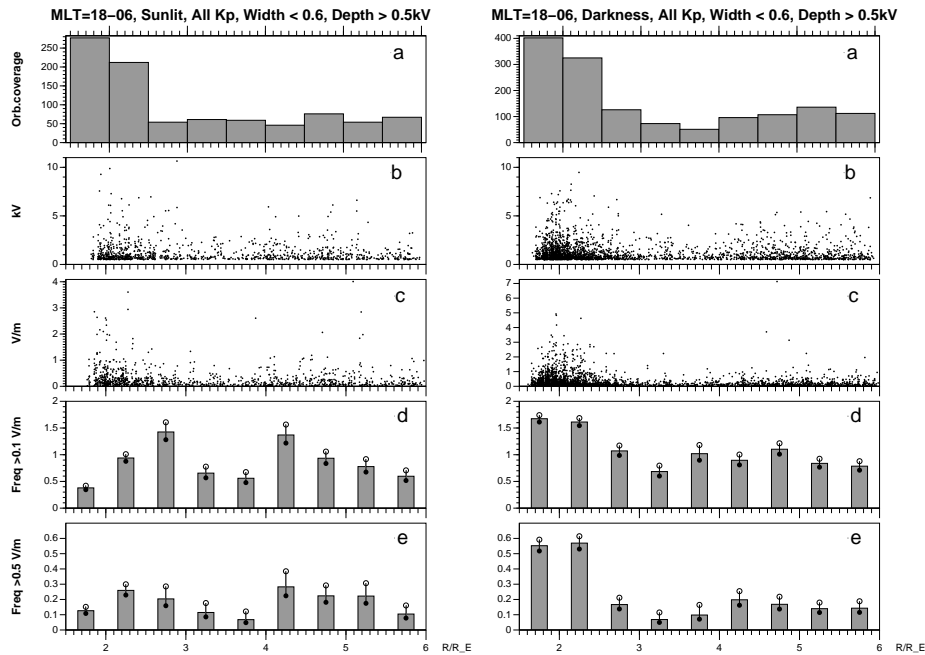 MLT=18−06, Sunlit, All Kp, Width < 0.6, Depth > 0.5kV
Orb.coverage
250
200
150
100
50
0
a
kV
10
5
0
b
V/m
4
3
2
1
0
c
Freq >0.1 V/m
2
1.5
1
0.5
0
d
Freq >0.5 V/m
0.6
0.5
0.4
0.3
0.2
0.1
0
e
2 3 4 5 6 R/R_E
MLT=18−06, Darkness, All Kp, Width < 0.6, Depth > 0.5kV
400
300
200
100
0
a
10
5
0
b
7
6
5
4
3
2
1
0
c
2
1.5
1
0.5
0
d
0.6
0.5
0.4
0.3
0.2
0.1
0
e
2 3 4 5 6 R/R_E